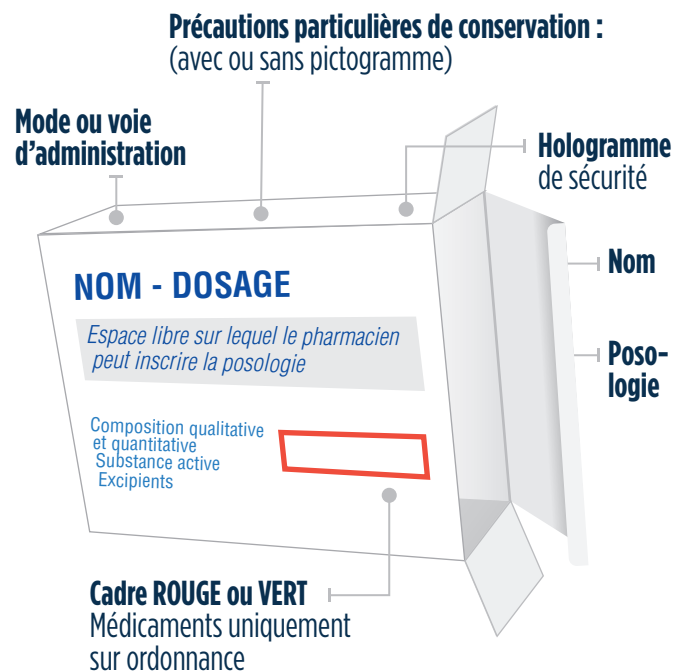 Précautions particulières de conservation :
(avec ou sans pictogramme)
Mode ou voie
d'administration
Hologramme
de sécurité
NOM - DOSAGE
Espace libre sur lequel le pharmacien
peut inscrire la posologie
Nom
Poso-
logie
Composition qualitative
et quantitative
Substance active
Excipients
Cadre ROUGE ou VERT
Médicaments uniquement
sur ordonnance